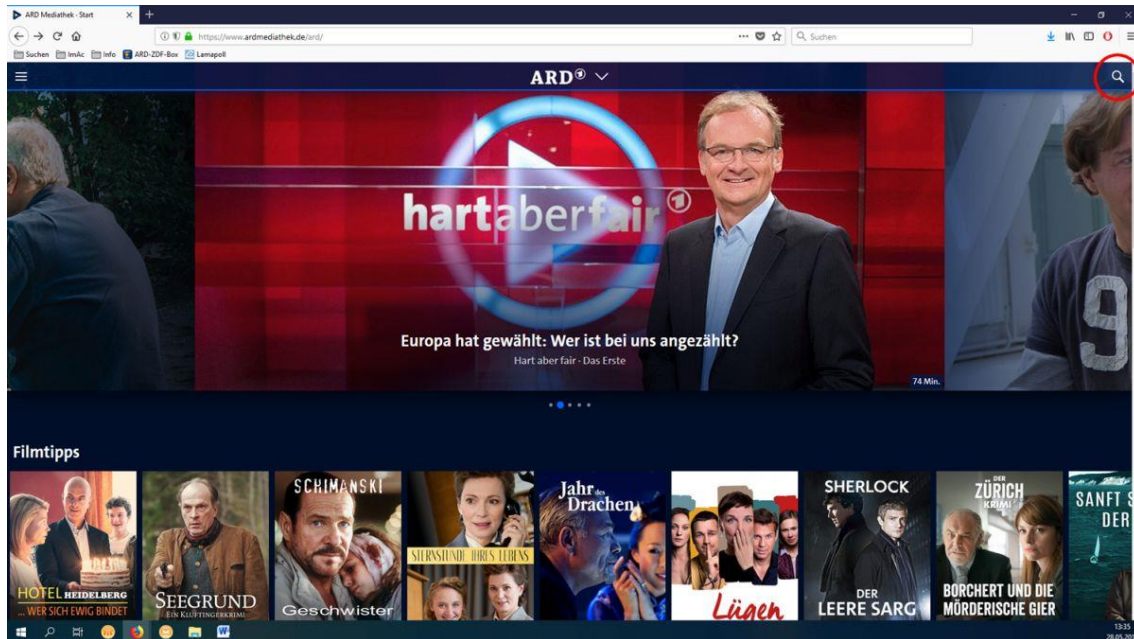 ARD Mediathek - Start
https://www.ardmediathek.de/ard/
Suchen
Suchen
ImAc
Info
ARD-ZDF-Box
Lamapoll
ARD
hartaberfair
Europa hat gewählt: Wer ist bei uns angezählt?
Hart aber fair · Das Erste
74 Min.
9
Filmtipps
HOTEL HEIDELBERG
... WER SICH EWIG BINDET
SEEGRUND
EIN KLUFTINGERKRIMI
SCHIMANSKI
Geschwister
STERNSTUNDE IHRES LEBENS
Jahr des
Drachen
Lügen
SHERLOCK
DER
LEERE SARG
DER
ZÜRICH
KRIMI
BORCHERT UND DIE
MÖRDERISCHE GIER
SANFT S
DER
13:35